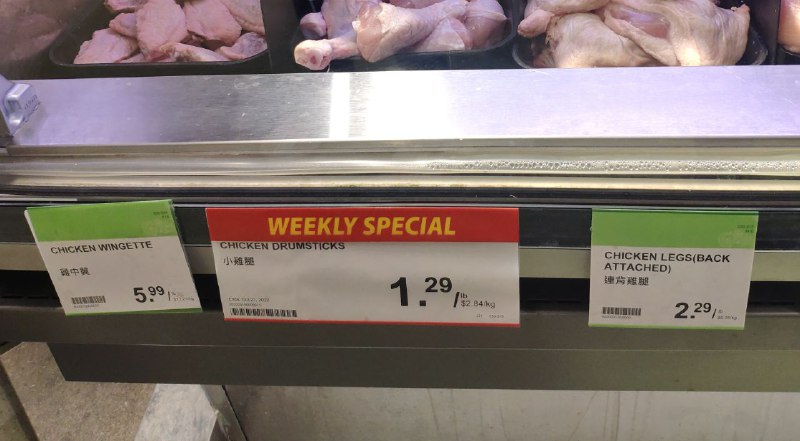 CHICKEN WINGETTE
雞中翼
5.99/
WEEKLY SPECIAL
CHICKEN DRUMSTICKS
小雞腿
1.29/lb
$2.84/kg
CHICKEN LEGS(BACK
ATTACHED)
連背雞腿
2.29/lb